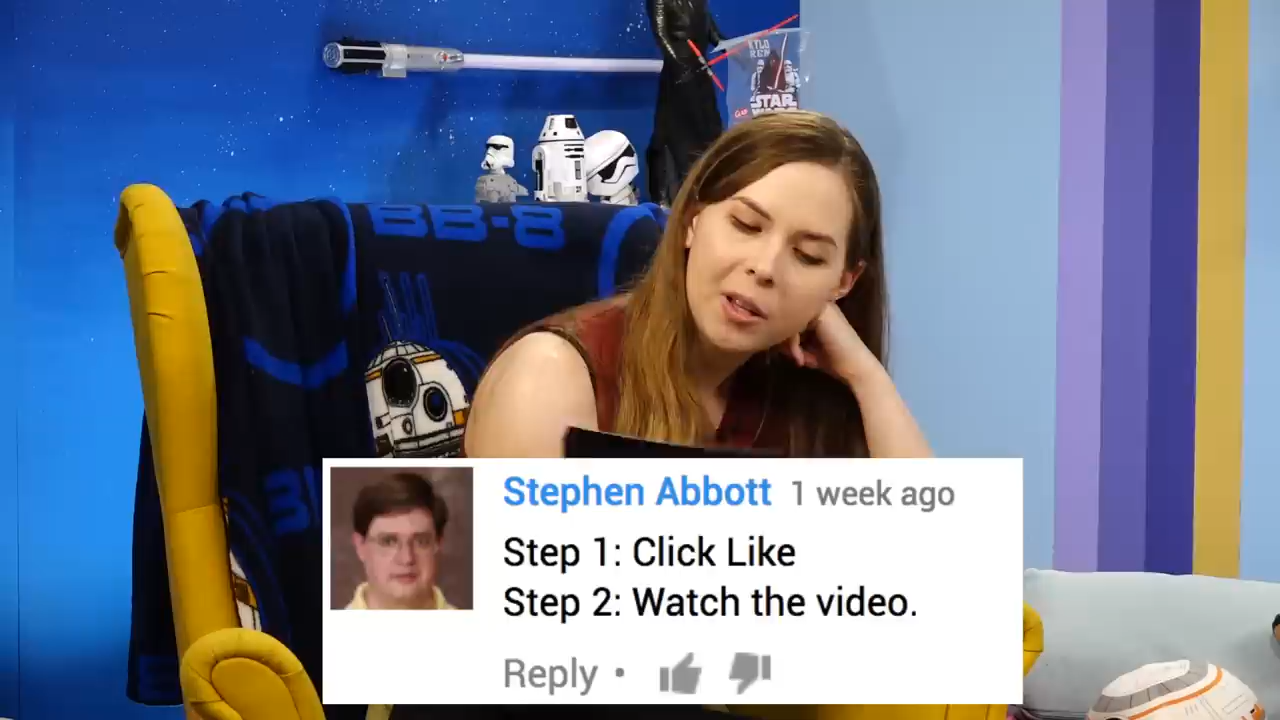 KYLO
REN
STAR
WARS
BB-8
Stephen Abbott 1 week ago
Step 1: Click Like
Step 2: Watch the video.
Reply •